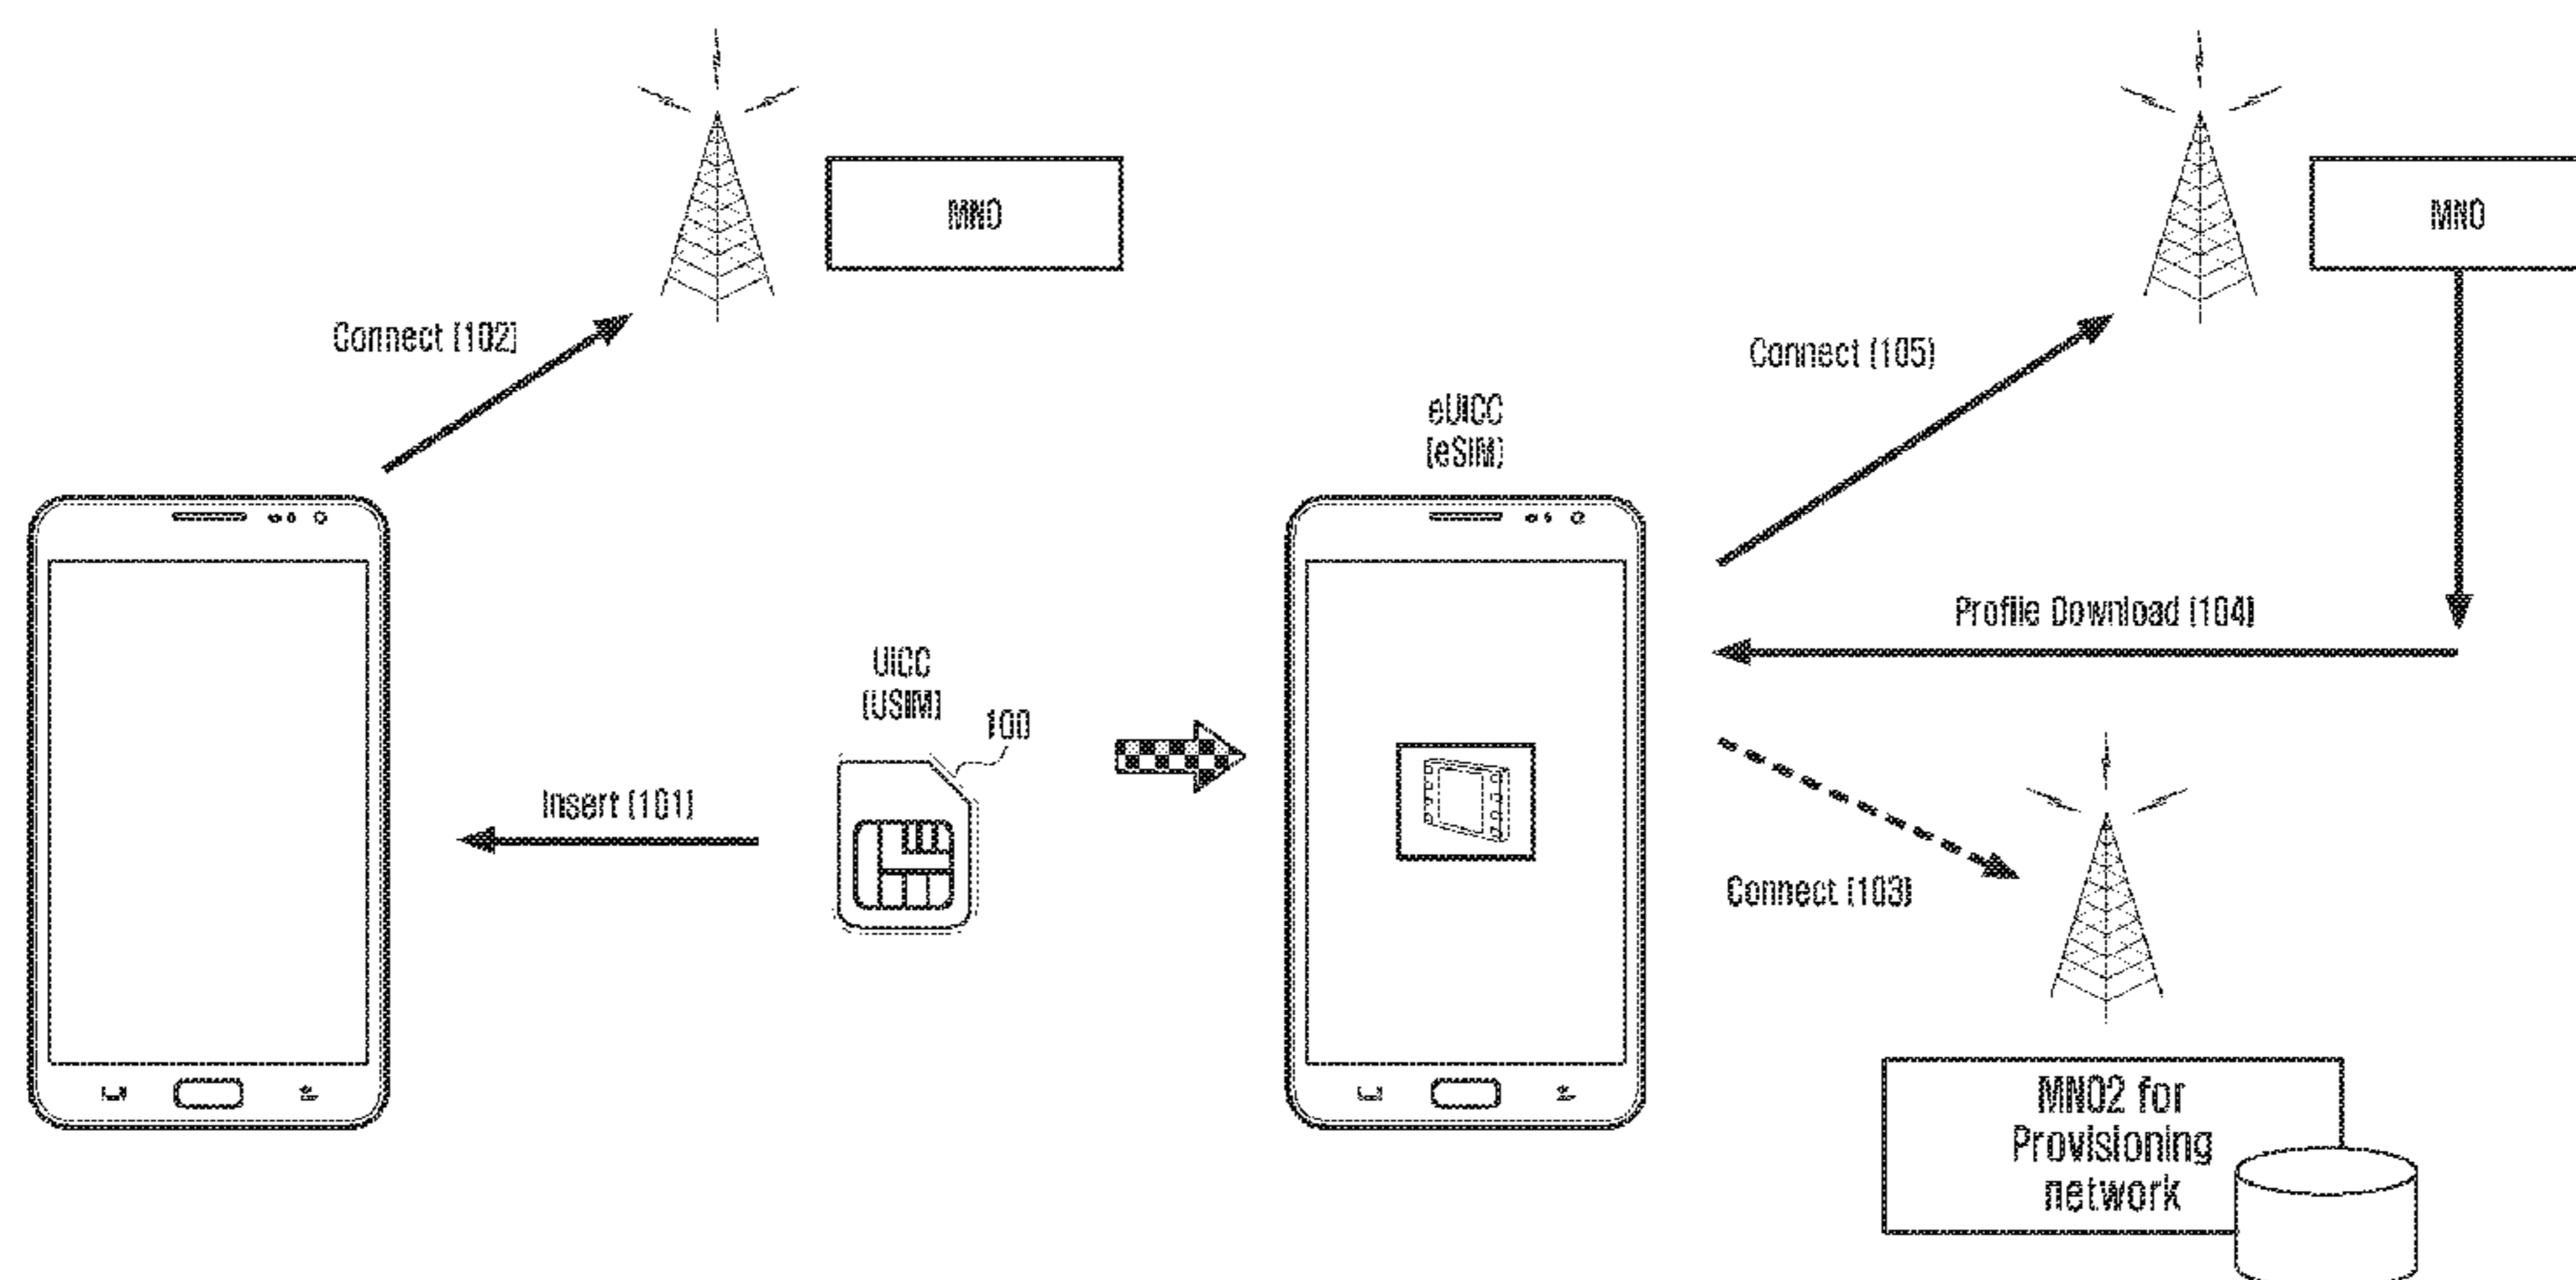 MNO
MNO
Connect (102)
Connect (105)
eUICC
(eSIM)
Profile Download (104)
UICC
(USIM)
100
Insert (101)
Connect (103)
MNO2 for
Provisioning
network